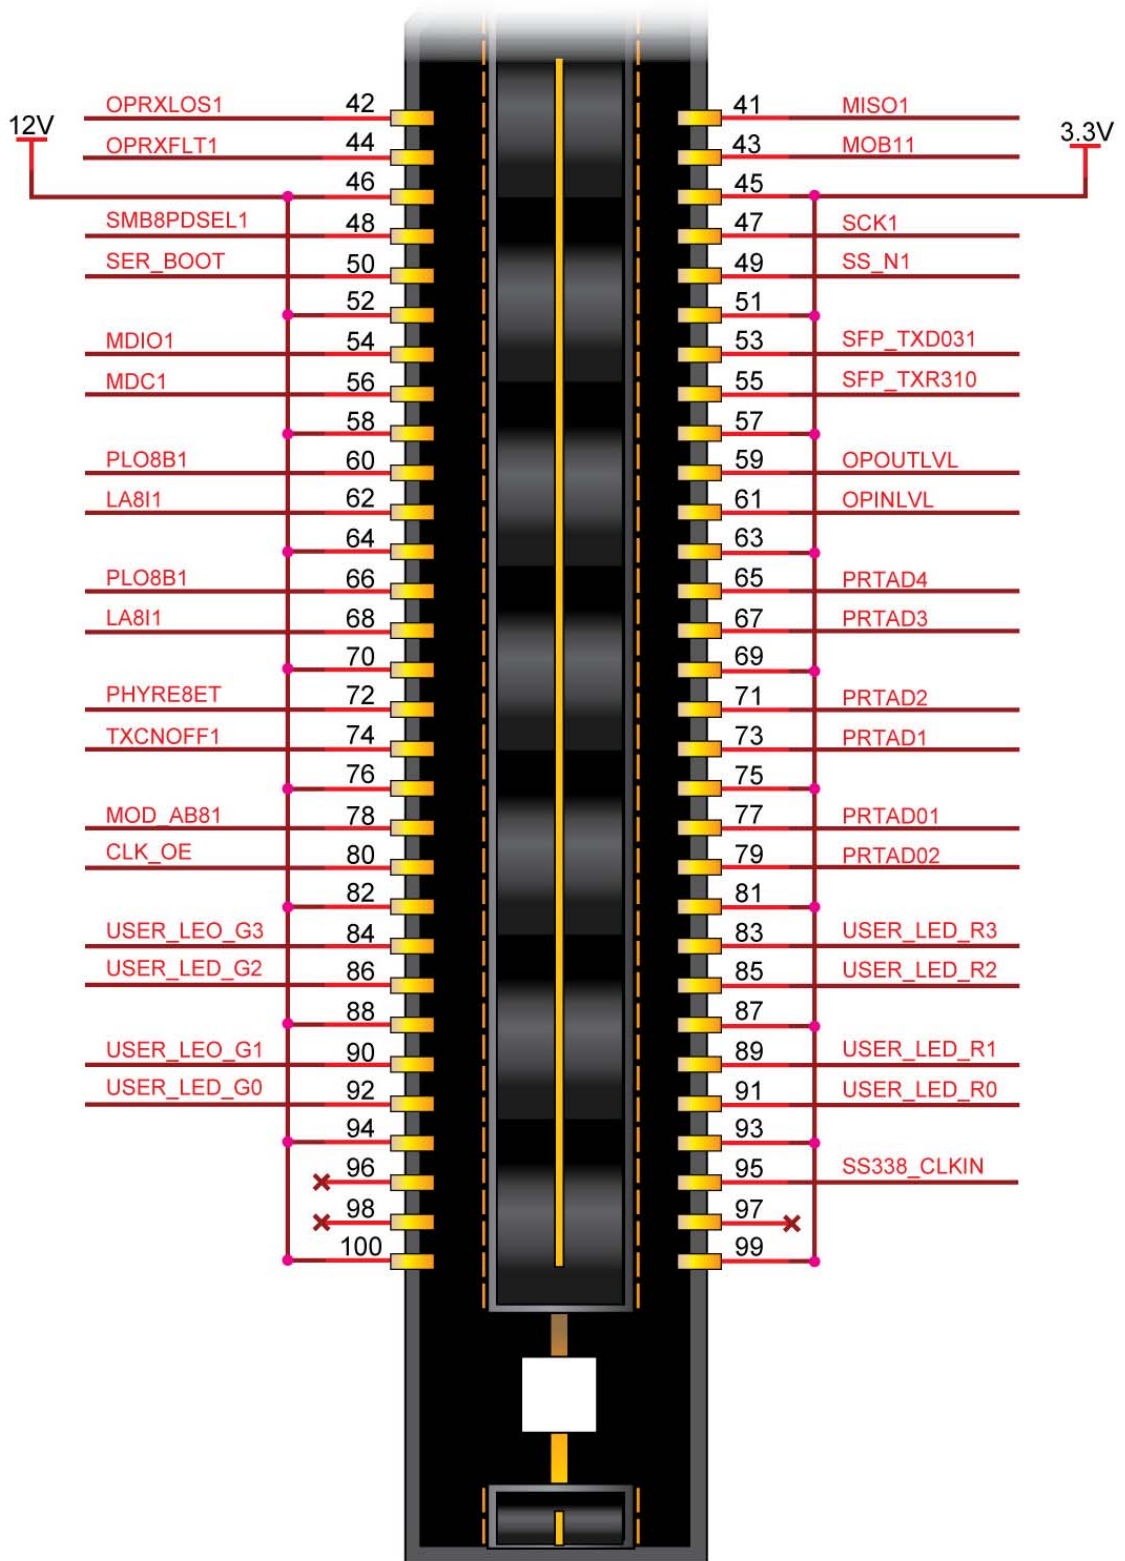 OPRXLOS1 42 41 MISO1
12V 3.3V
OPRXFLT1 44 43 MOB11
46 45
SMB8PDSEL1 48 47 SCK1
SER_BOOT 50 49 SS_N1
52 51
MDIO1 54 53 SFP_TXD031
MDC1 56 55 SFP_TXR310
58 57
PLO8B1 60 59 OPOUTLVL
LA8I1 62 61 OPINLVL
64 63
PLO8B1 66 65 PRTAD4
LA8I1 68 67 PRTAD3
70 69
PHYRE8ET 72 71 PRTAD2
TXCNOFF1 74 73 PRTAD1
76 75
MOD_AB81 78 77 PRTAD01
CLK_OE 80 79 PRTAD02
82 81
USER_LEO_G3 84 83 USER_LED_R3
USER_LED_G2 86 85 USER_LED_R2
88 87
USER_LEO_G1 90 89 USER_LED_R1
USER_LED_G0 92 91 USER_LED_R0
94 93
96 95 SS338_CLKIN
98 97
100 99